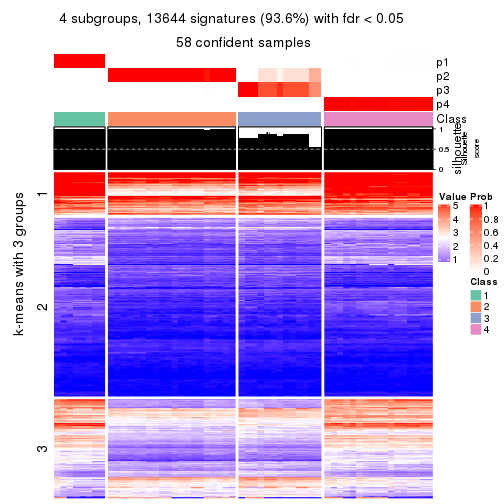 4 subgroups, 13644 signatures (93.6%) with fdr < 0.05
58 confident samples
p1
p2
p3
p4
Class
1
0.5
0
silhouette
Silhouette
score
k-means with 3 groups
1
2
3
Value
5
4
3
2
1
Prob
1
0.8
0.6
0.4
0.2
0
Class
1
2
3
4